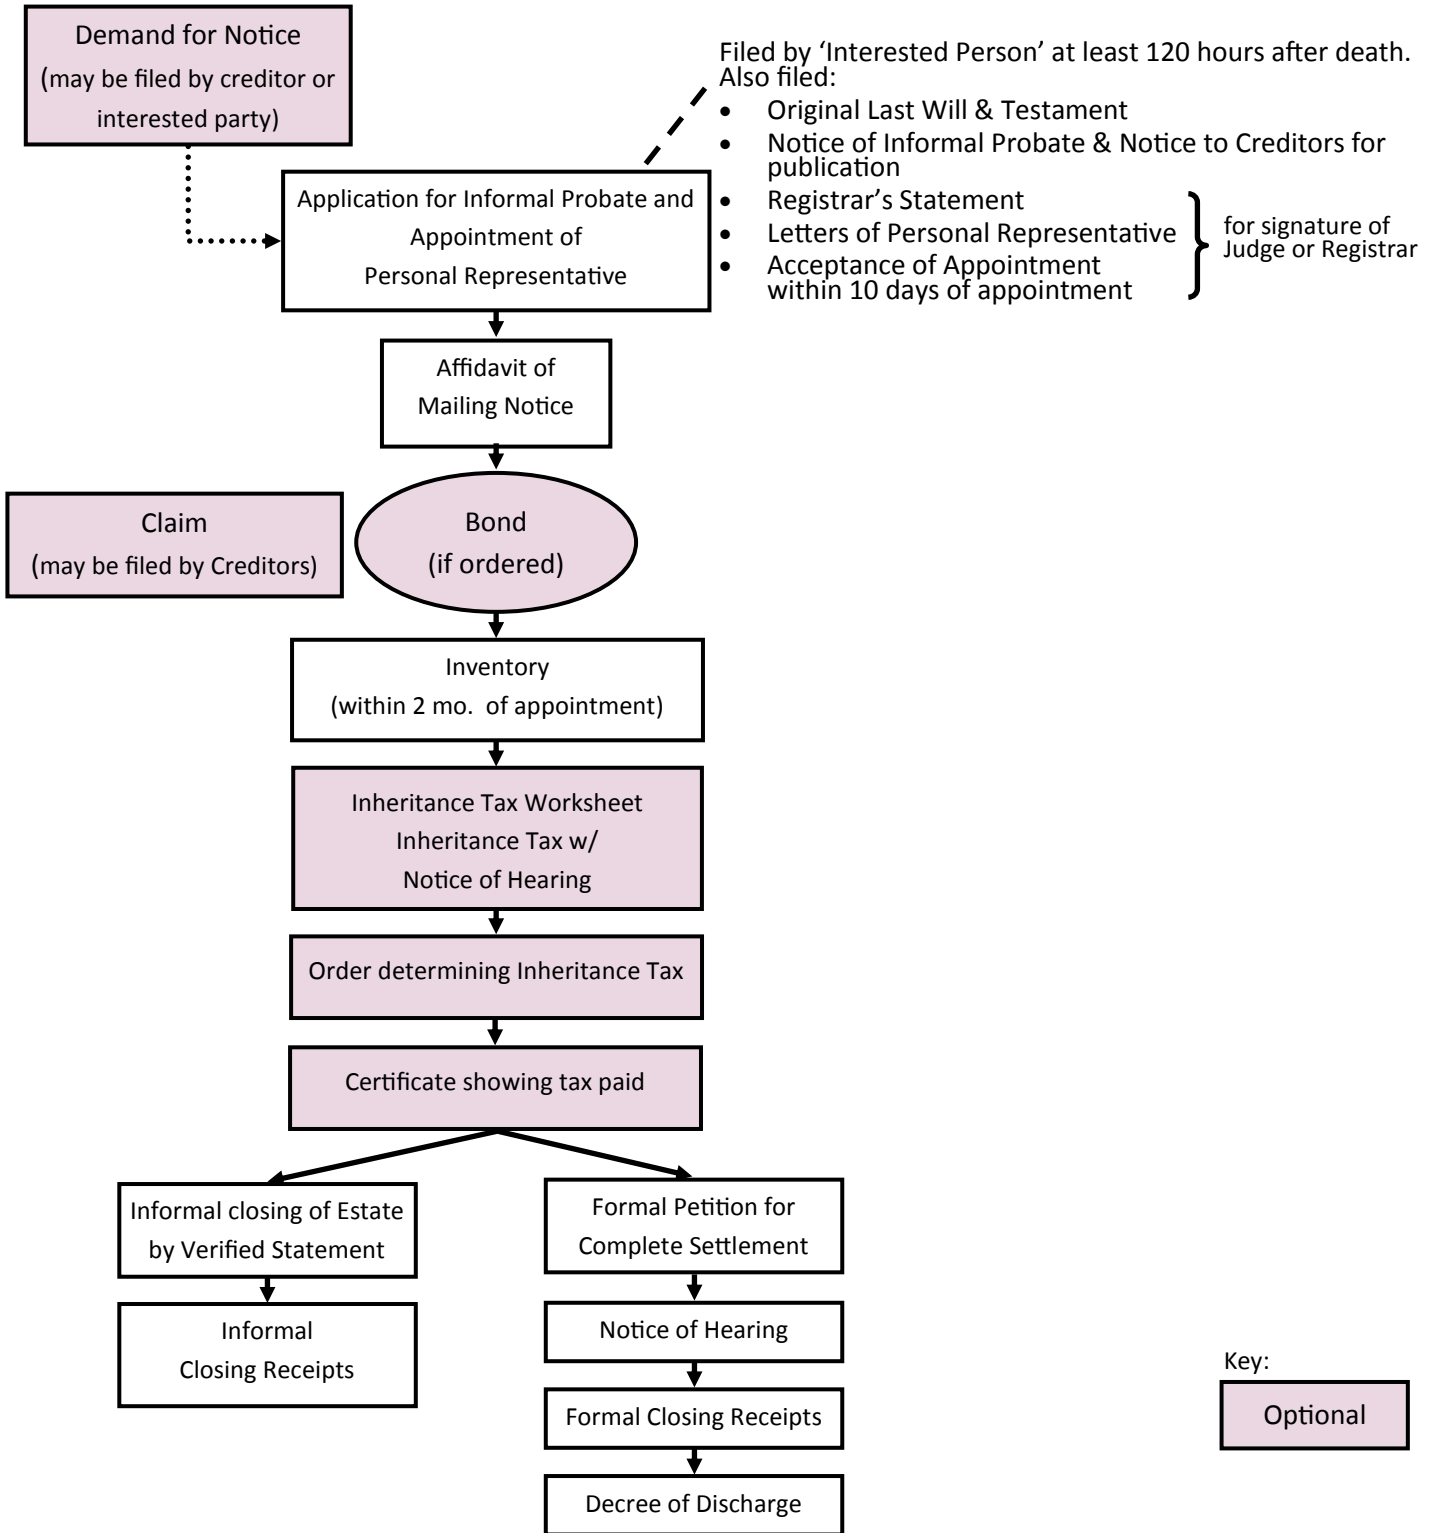 Demand for Notice
(may be filed by creditor or
interested party)
Filed by ‘Interested Person’ at least 120 hours after death.
Also filed:
• Original Last Will & Testament
• Notice of Informal Probate & Notice to Creditors for
publication
• Registrar’s Statement
• Letters of Personal Representative
• Acceptance of Appointment
within 10 days of appointment
for signature of
Judge or Registrar
Application for Informal Probate and
Appointment of
Personal Representative
Affidavit of
Mailing Notice
Claim
(may be filed by Creditors)
Bond
(if ordered)
Inventory
(within 2 mo. of appointment)
Inheritance Tax Worksheet
Inheritance Tax w/
Notice of Hearing
Order determining Inheritance Tax
Certificate showing tax paid
Informal closing of Estate
by Verified Statement
Informal
Closing Receipts
Formal Petition for
Complete Settlement
Notice of Hearing
Formal Closing Receipts
Decree of Discharge
Key:
Optional